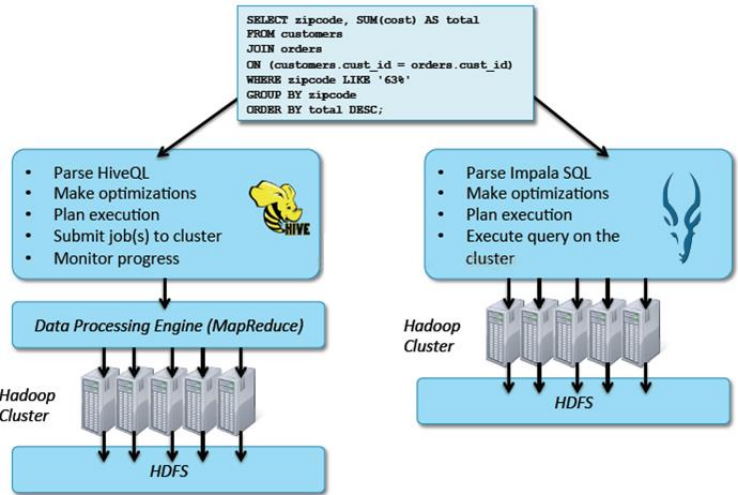 SELECT zipcode, SUM(cost) AS total
FROM customers
JOIN orders
ON (customers.cust_id = orders.cust_id)
WHERE zipcode LIKE '63%'
GROUP BY zipcode
ORDER BY total DESC;
• Parse HiveQL
• Make optimizations
• Plan execution
• Submit job(s) to cluster
• Monitor progress
HIVE
Data Processing Engine (MapReduce)
Hadoop
Cluster
HDFS
• Parse Impala SQL
• Make optimizations
• Plan execution
• Execute query on the
cluster
Hadoop
Cluster
HDFS